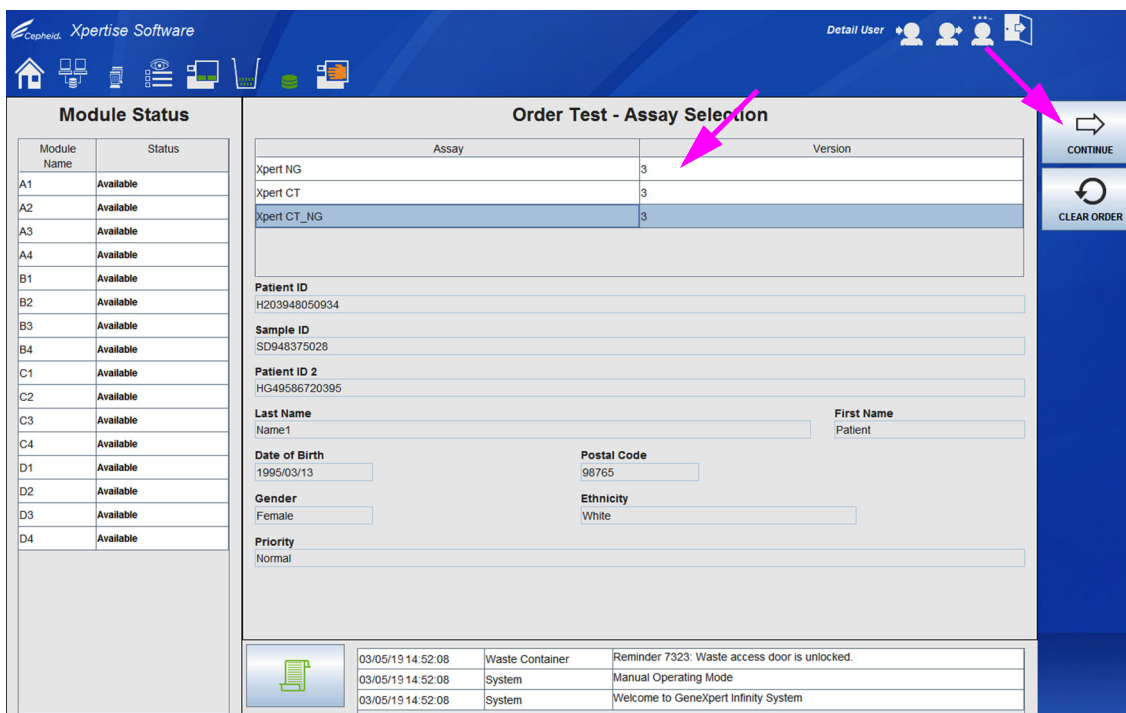 Cepheid. Xpertise Software
Detail User
Module Status
Module Name Status
A1 Available
A2 Available
A3 Available
A4 Available
B1 Available
B2 Available
B3 Available
B4 Available
C1 Available
C2 Available
C3 Available
C4 Available
D1 Available
D2 Available
D3 Available
D4 Available
Order Test - Assay Selection
Assay Version
Xpert NG 3
Xpert CT 3
Xpert CT_NG 3
Patient ID
H203948050934
Sample ID
SD948375028
Patient ID 2
HG49586720395
Last Name First Name
Name1 Patient
Date of Birth Postal Code
1995/03/13 98765
Gender Ethnicity
Female White
Priority
Normal
03/05/19 14:52:08 Waste Container Reminder 7323: Waste access door is unlocked.
03/05/19 14:52:08 System Manual Operating Mode
03/05/19 14:52:08 System Welcome to GeneXpert Infinity System
CONTINUE
CLEAR ORDER